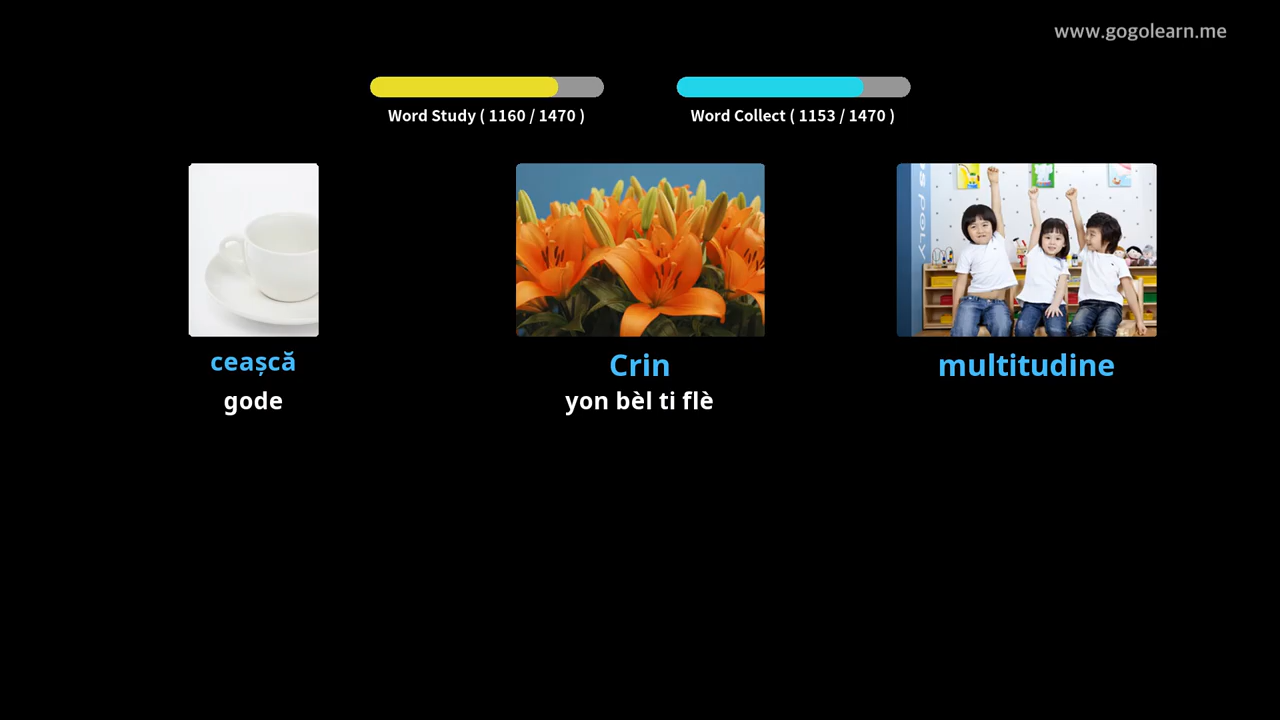 www.gogolearn.me
Word Study ( 1160 / 1470 )
Word Collect ( 1153 / 1470 )
ceașcă
gode
Crin
yon bèl ti flè
multitudine